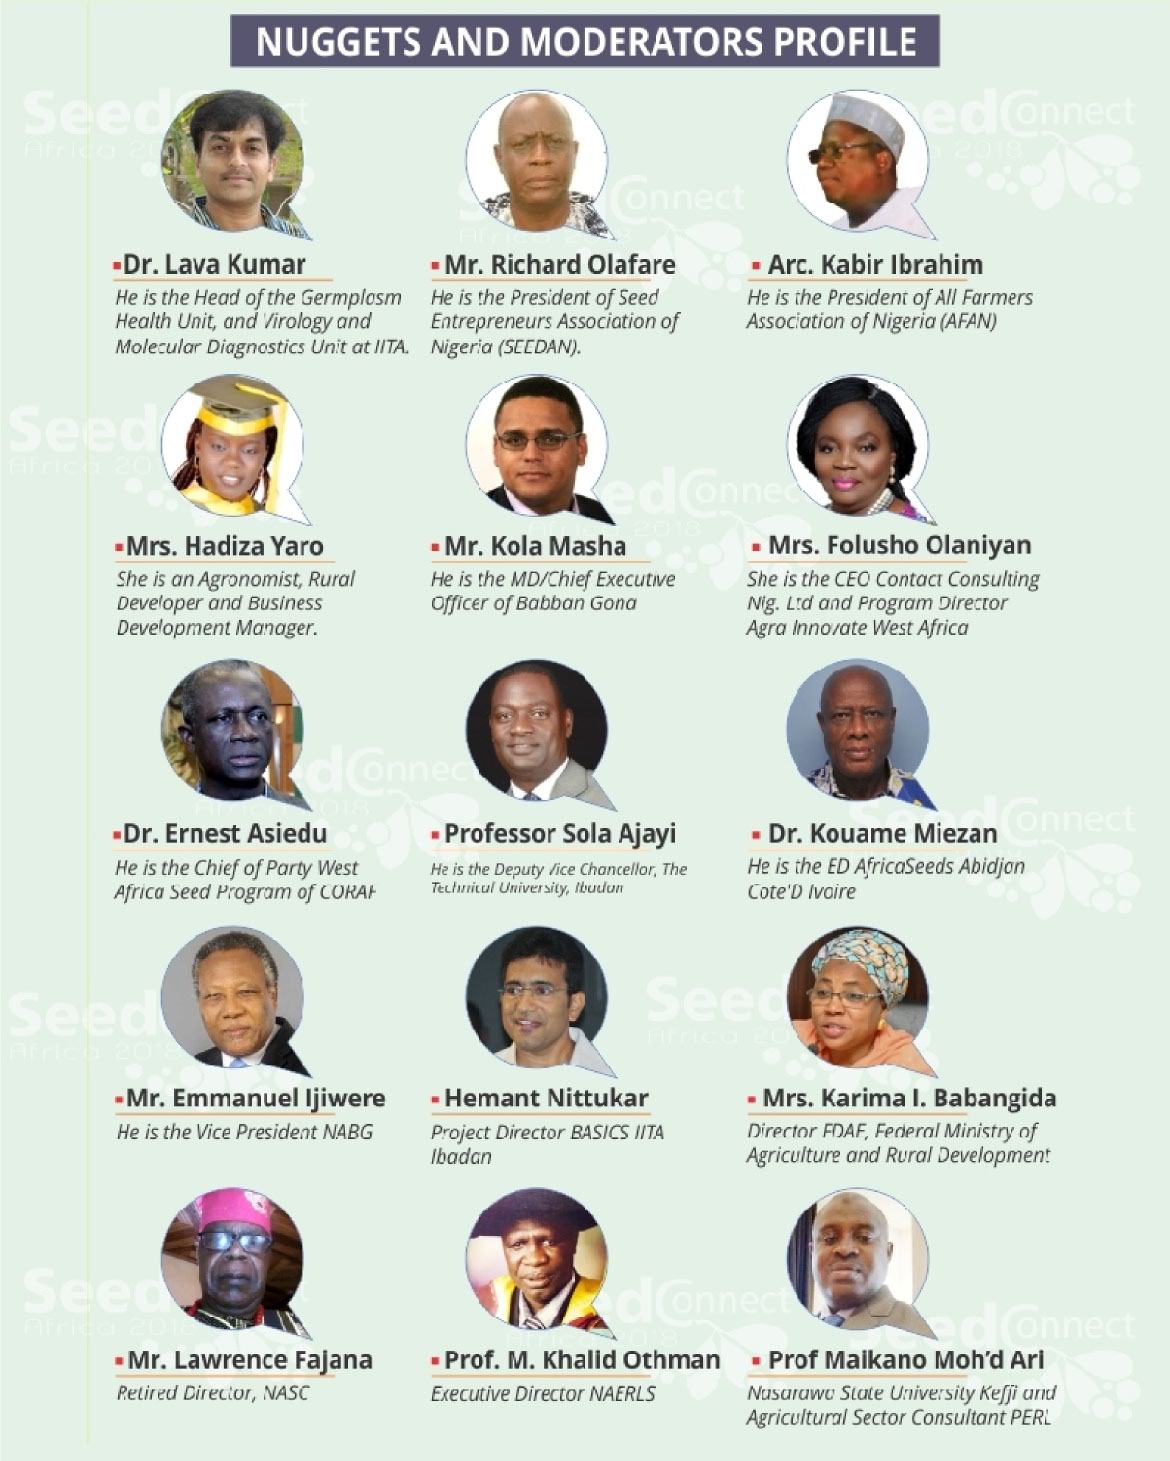 NUGGETS AND MODERATORS PROFILE
Dr. Lava Kumar
He is the Head of the Germplasm
Health Unit, and Virology and
Molecular Diagnostics Unit at IITA.
Mr. Richard Olafare
He is the President of Seed
Entrepreneurs Association of
Nigeria (SEEDAN).
Arc. Kabir Ibrahim
He is the President of All Farmers
Association of Nigeria (AFAN)
Mrs. Hadiza Yaro
She is an Agronomist, Rural
Developer and Business
Development Manager.
Mr. Kola Masha
He is the MD/Chief Executive
Officer of Babban Gona
Mrs. Folusho Olaniyan
She is the CEO Contact Consulting
Nig. Ltd and Program Director
Agra Innovate West Africa
Dr. Ernest Asiedu
He is the Chief of Party West
Africa Seed Program of CORAF
Professor Sola Ajayi
He is the Deputy Vice Chancellor, The
Technical University, Ibadan
Dr. Kouame Miezan
He is the ED AfricaSeeds Abidjan
Cote'D Ivoire
Mr. Emmanuel Ijiwere
He is the Vice President NABG
Hemant Nittukar
Project Director BASICS IITA
Ibadan
Mrs. Karima I. Babangida
Director FDAE, Federal Ministry of
Agriculture and Rural Development
Mr. Lawrence Fajana
Retired Director, NASC
Prof. M. Khalid Othman
Executive Director NAERLS
Prof Maikano Moh'd Ari
Nasarawa State University Keffi and
Agricultural Sector Consultant PERL